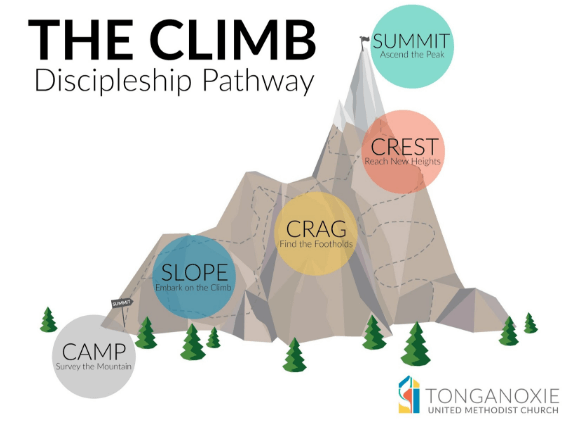 THE CLIMB
Discipleship Pathway
SUMMIT
Ascend the Peak
CREST
Reach New Heights
CRAG
Find the Footholds
SLOPE
Embark on the Climb
SUMMIT
CAMP
Survey the Mountain
TONGANOXIE
UNITED METHODIST CHURCH